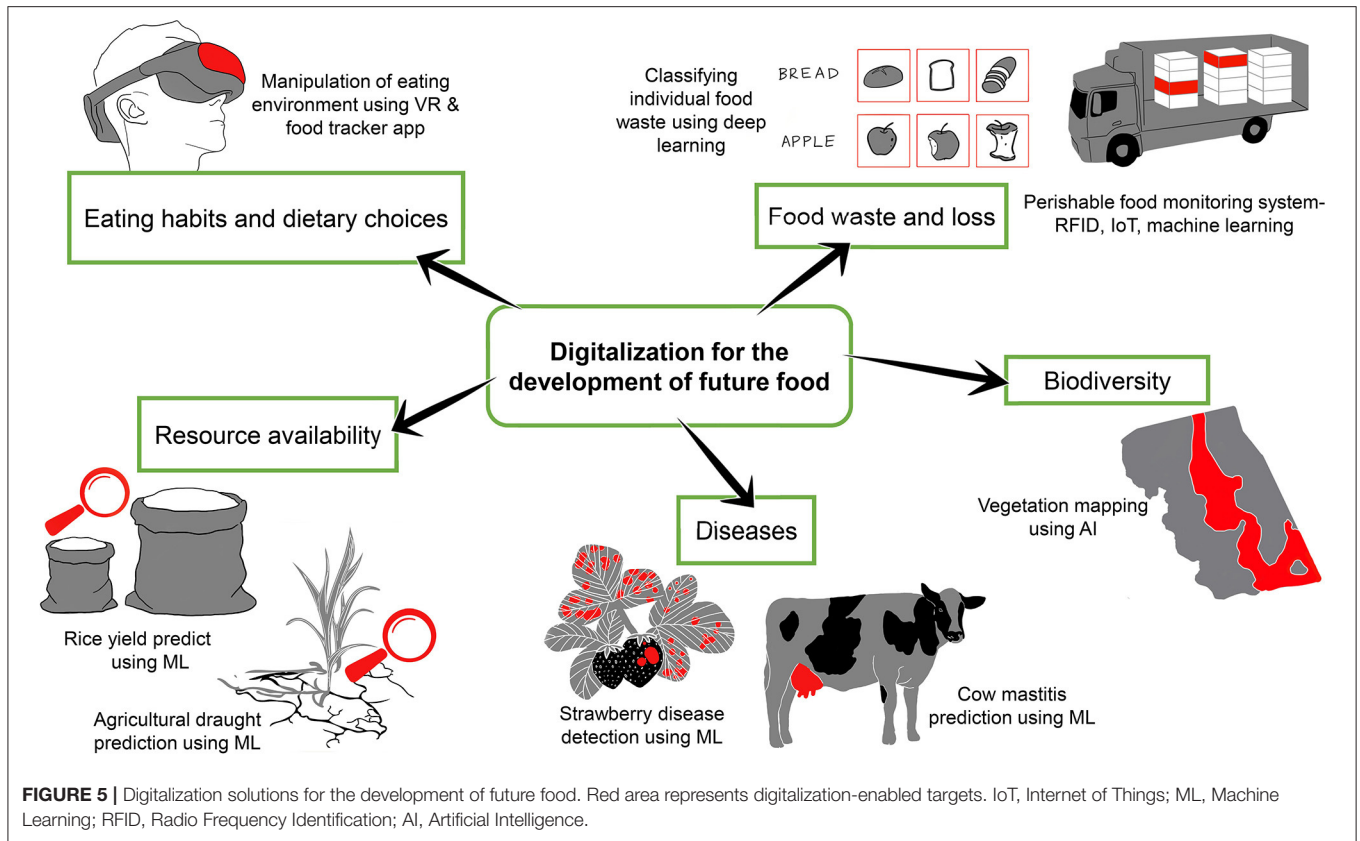 Manipulation of eating
environment using VR &
food tracker app
Eating habits and dietary choices
Classifying
individual food
waste using deep
learning
BREAD
APPLE
Food waste and loss
Perishable food monitoring system-
RFID, IoT, machine learning
Digitalization for the
development of future food
Biodiversity
Vegetation mapping
using AI
Resource availability
Rice yield predict
using ML
Agricultural draught
prediction using ML
Diseases
Strawberry disease
detection using ML
Cow mastitis
prediction using ML
FIGURE 5 | Digitalization solutions for the development of future food. Red area represents digitalization-enabled targets. IoT, Internet of Things; ML, Machine
Learning; RFID, Radio Frequency Identification; AI, Artificial Intelligence.